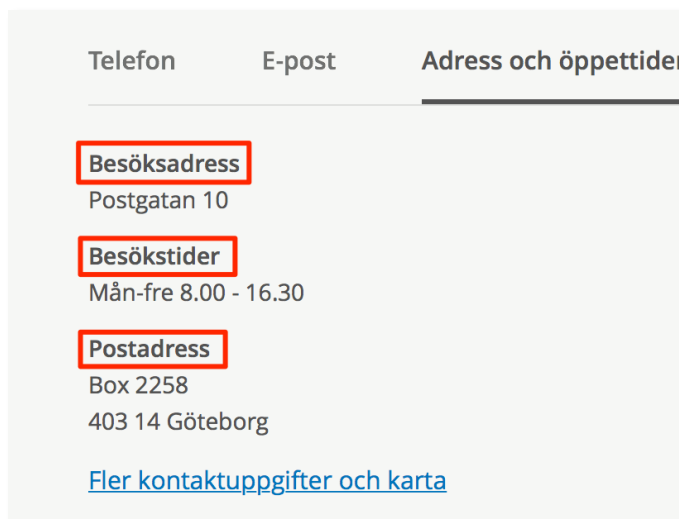 Telefon E-post Adress och öppettider
Besöksadress
Postgatan 10
Besökstider
Mån-fre 8.00 - 16.30
Postadress
Box 2258
403 14 Göteborg
Fler kontaktuppgifter och karta